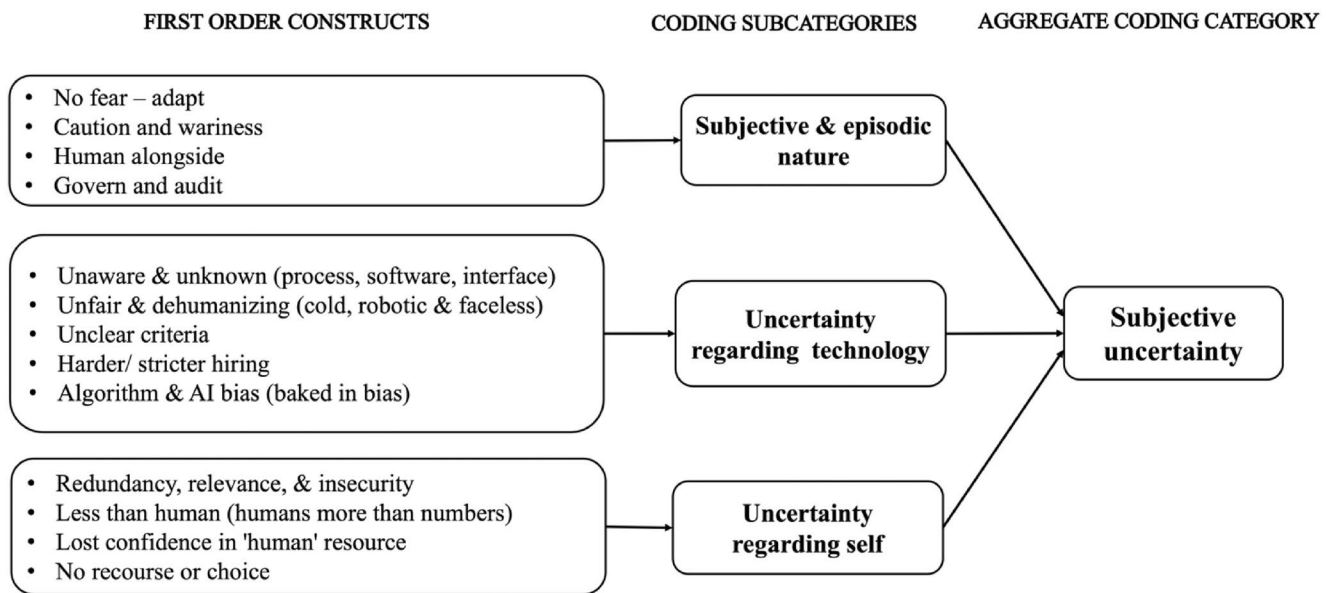 FIRST ORDER CONSTRUCTS
CODING SUBCATEGORIES
AGGREGATE CODING CATEGORY
• No fear – adapt
• Caution and wariness
• Human alongside
• Govern and audit
Subjective & episodic
nature
• Unaware & unknown (process, software, interface)
• Unfair & dehumanizing (cold, robotic & faceless)
• Unclear criteria
• Harder/ stricter hiring
• Algorithm & AI bias (baked in bias)
Uncertainty
regarding technology
Subjective
uncertainty
• Redundancy, relevance, & insecurity
• Less than human (humans more than numbers)
• Lost confidence in 'human' resource
• No recourse or choice
Uncertainty
regarding self